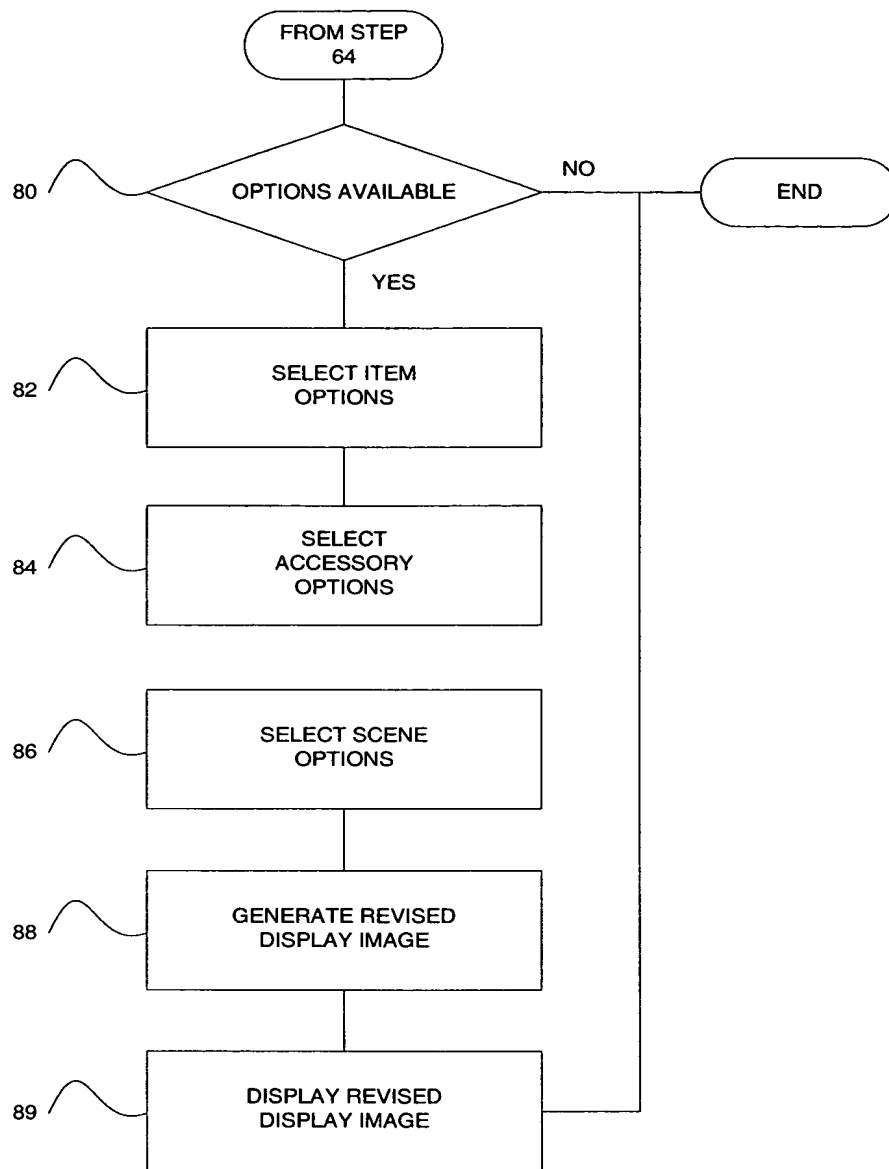 FROM STEP
64
80
OPTIONS AVAILABLE
NO
END
YES
82
SELECT ITEM
OPTIONS
84
SELECT
ACCESSORY
OPTIONS
86
SELECT SCENE
OPTIONS
88
GENERATE REVISED
DISPLAY IMAGE
89
DISPLAY REVISED
DISPLAY IMAGE